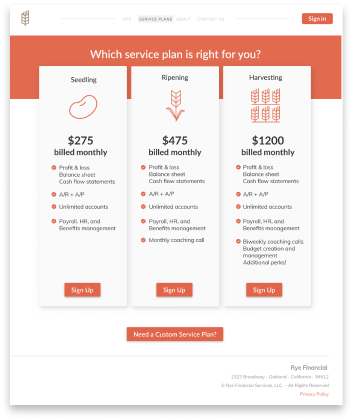 RYE SERVICE PLANS ABOUT CONTACT US
Sign in
Which service plan is right for you?
Seedling
$275
billed monthly
Profit & loss
Balance sheet
Cash flow statements
A/R + A/P
Unlimited accounts
Payroll, HR, and
Benefits management
Sign Up
Ripening
$475
billed monthly
Profit & loss
Balance sheet
Cash flow statements
A/R + A/P
Unlimited accounts
Payroll, HR, and
Benefits management
Monthly coaching call
Sign Up
Harvesting
$1200
billed monthly
Profit & loss
Balance sheet
Cash flow statements
A/R + A/P
Unlimited accounts
Payroll, HR, and
Benefits management
Biweekly coaching calls
Budget creation and
management
Additional perks!
Sign Up
Need a Custom Service Plan?
Rye Financial
2323 Broadway - Oakland - California - 94612
© Rye Financial Services, LLC. - All Rights Reserved
Privacy Policy